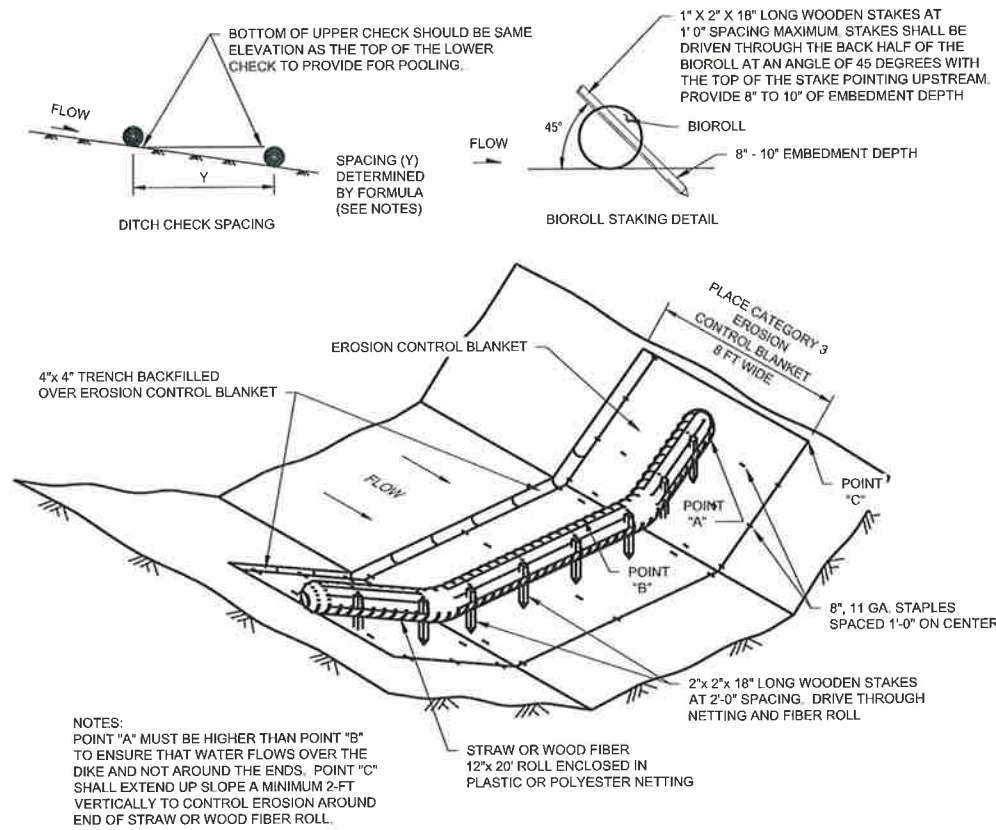 BOTTOM OF UPPER CHECK SHOULD BE SAME
ELEVATION AS THE TOP OF THE LOWER
CHECK TO PROVIDE FOR POOLING.
FLOW
Y
SPACING (Y)
DETERMINED
BY FORMULA
(SEE NOTES)
DITCH CHECK SPACING
1" X 2" X 18" LONG WOODEN STAKES AT
1' 0" SPACING MAXIMUM. STAKES SHALL BE
DRIVEN THROUGH THE BACK HALF OF THE
BIOROLL AT AN ANGLE OF 45 DEGREES WITH
THE TOP OF THE STAKE POINTING UPSTREAM.
PROVIDE 8" TO 10" OF EMBEDMENT DEPTH
45°
FLOW
BIOROLL
8" - 10" EMBEDMENT DEPTH
BIOROLL STAKING DETAIL
PLACE CATEGORY 3
EROSION
CONTROL BLANKET
8 FT WIDE
EROSION CONTROL BLANKET
4"x 4" TRENCH BACKFILLED
OVER EROSION CONTROL BLANKET
FLOW
POINT
"A"
POINT
"B"
POINT
"C"
8", 11 GA. STAPLES
SPACED 1'-0" ON CENTER
2"x 2"x 18" LONG WOODEN STAKES
AT 2'-0" SPACING. DRIVE THROUGH
NETTING AND FIBER ROLL
STRAW OR WOOD FIBER
12"x 20' ROLL ENCLOSED IN
PLASTIC OR POLYESTER NETTING
NOTES:
POINT "A" MUST BE HIGHER THAN POINT "B"
TO ENSURE THAT WATER FLOWS OVER THE
DIKE AND NOT AROUND THE ENDS. POINT "C"
SHALL EXTEND UP SLOPE A MINIMUM 2-FT
VERTICALLY TO CONTROL EROSION AROUND
END OF STRAW OR WOOD FIBER ROLL.